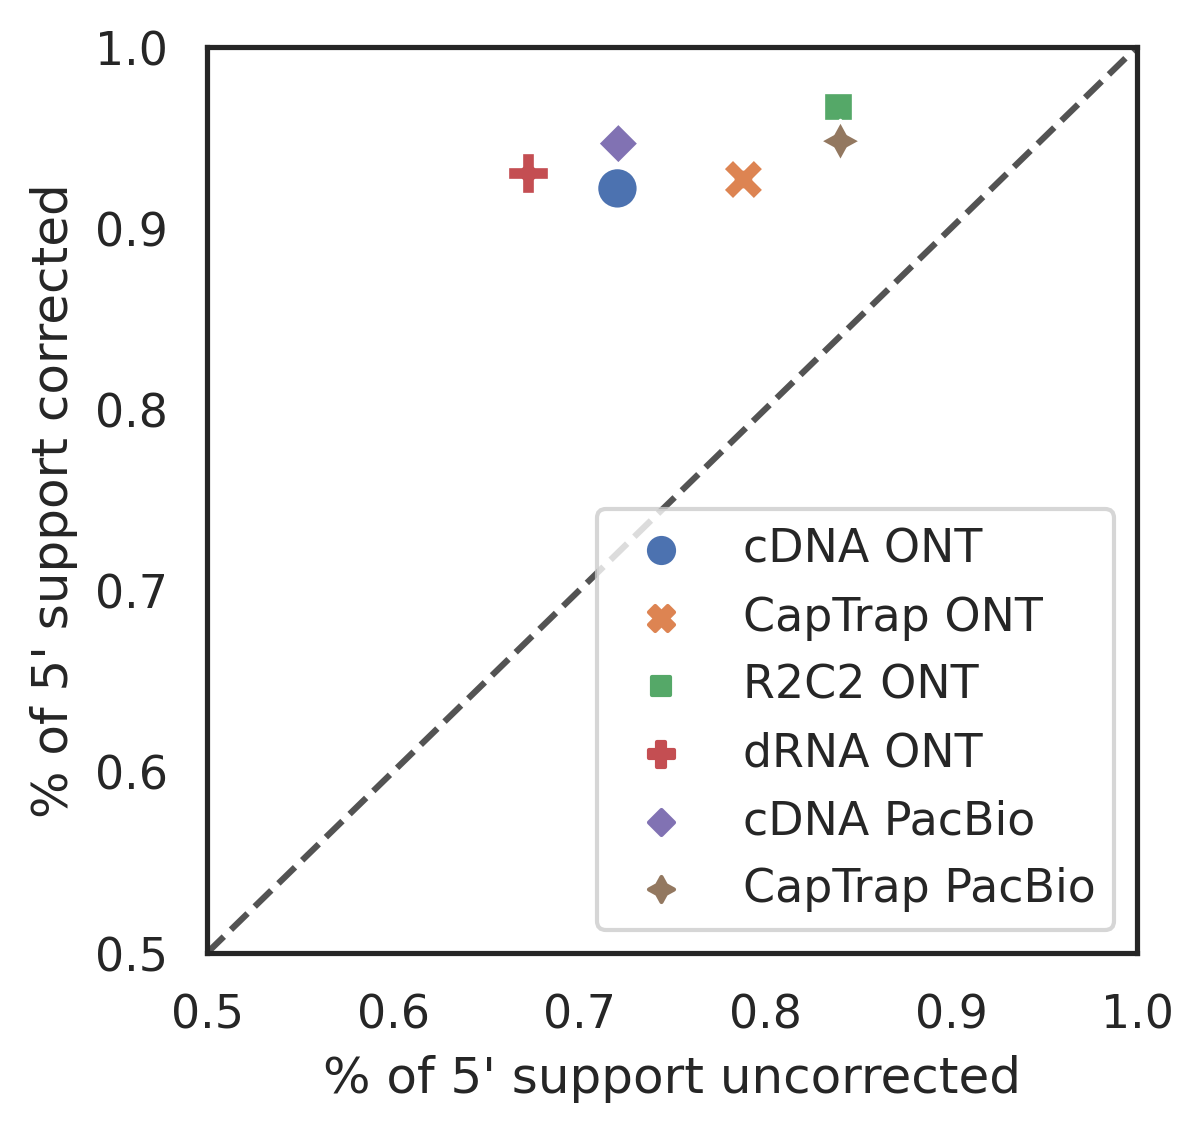 1.0
0.9
0.8
0.7
0.6
0.5
% of 5' support corrected
cDNA ONT
CapTrap ONT
R2C2 ONT
dRNA ONT
cDNA PacBio
CapTrap PacBio
0.5 0.6 0.7 0.8 0.9 1.0
% of 5' support uncorrected